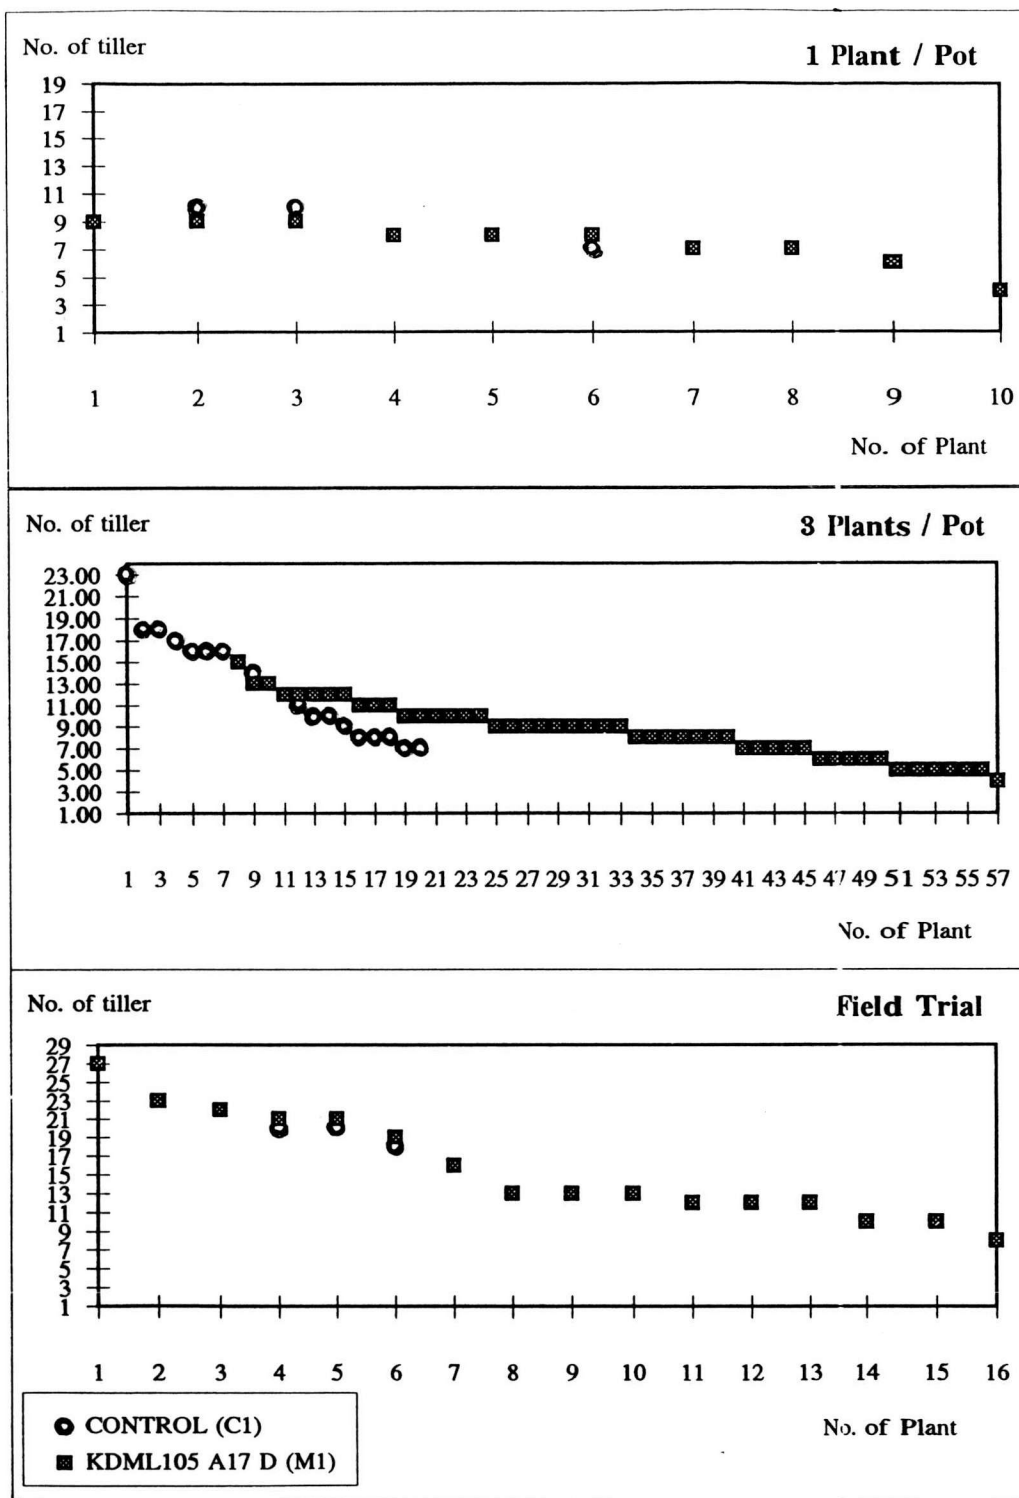 No. of tiller
1 Plant / Pot
19
17
15
13
11
9
7
5
3
1
1 2 3 4 5 6 7 8 9 10
No. of Plant
No. of tiller
3 Plants / Pot
23.00
21.00
19.00
17.00
15.00
13.00
11.00
9.00
7.00
5.00
3.00
1.00
1 3 5 7 9 11 13 15 17 19 21 23 25 27 29 31 33 35 37 39 41 43 45 47 49 51 53 55 57
No. of Plant
No. of tiller
Field Trial
29
27
25
23
21
19
17
15
13
11
9
7
5
3
1
1 2 3 4 5 6 7 8 9 10 11 12 13 14 15 16
No. of Plant
CONTROL (C1)
KDML105 A17 D (M1)